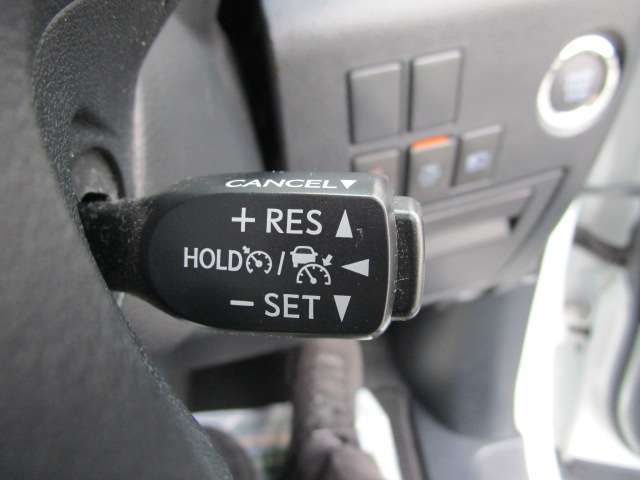 CANCEL▼
+ RES ▲
HOLD / ◀
− SET ▼